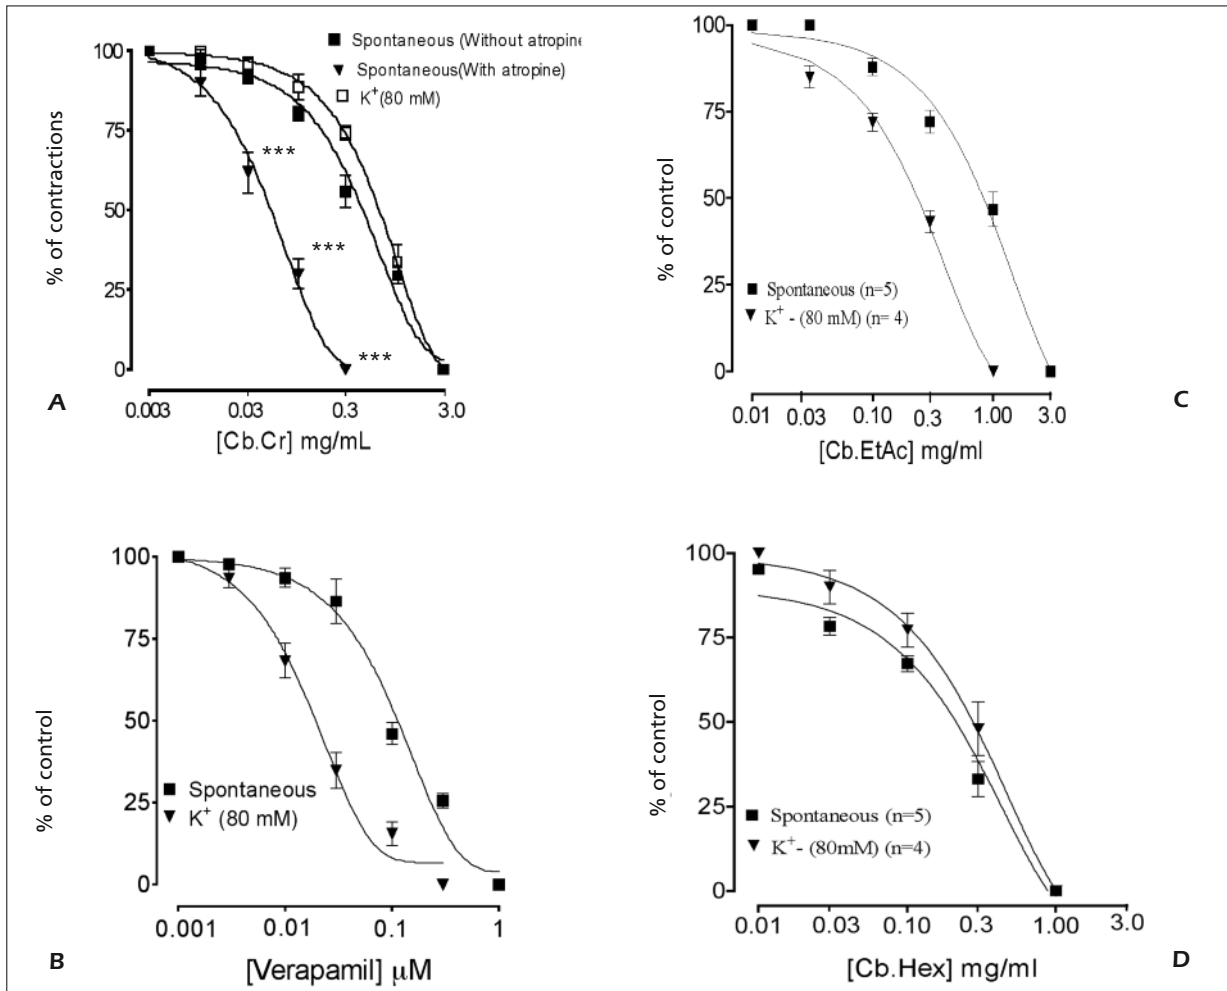 Spontaneous (Without atropine
Spontaneous(With atropine)
K⁺(80 mM)
% of contractions
100
75
50
25
0
***
***
***
0.003 0.03 0.3 3.0
[Cb.Cr] mg/mL
A
% of control
100
75
50
25
0
Spontaneous (n=5)
K⁺ - (80 mM) (n= 4)
0.01 0.03 0.10 0.3 1.00 3.0
[Cb.EtAc] mg/ml
C
% of control
100
75
50
25
0
Spontaneous
K⁺ (80 mM)
0.001 0.01 0.1 1
[Verapamil] µM
B
% of control
100
75
50
25
0
Spontaneous (n=5)
K⁺- (80mM) (n=4)
0.01 0.03 0.10 0.3 1.00 3.0
[Cb.Hex] mg/ml
D